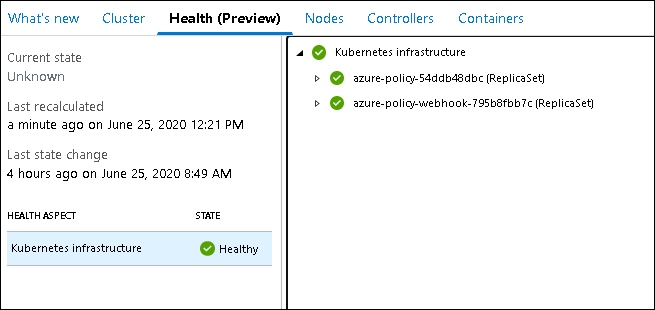 What's new Cluster Health (Preview) Nodes Controllers Containers
Current state
Unknown
Last recalculated
a minute ago on June 25, 2020 12:21 PM
Last state change
4 hours ago on June 25, 2020 8:49 AM
HEALTH ASPECT STATE
Kubernetes infrastructure Healthy
Kubernetes infrastructure
azure-policy-54ddb48dbc (ReplicaSet)
azure-policy-webhook-795b8fbb7c (ReplicaSet)